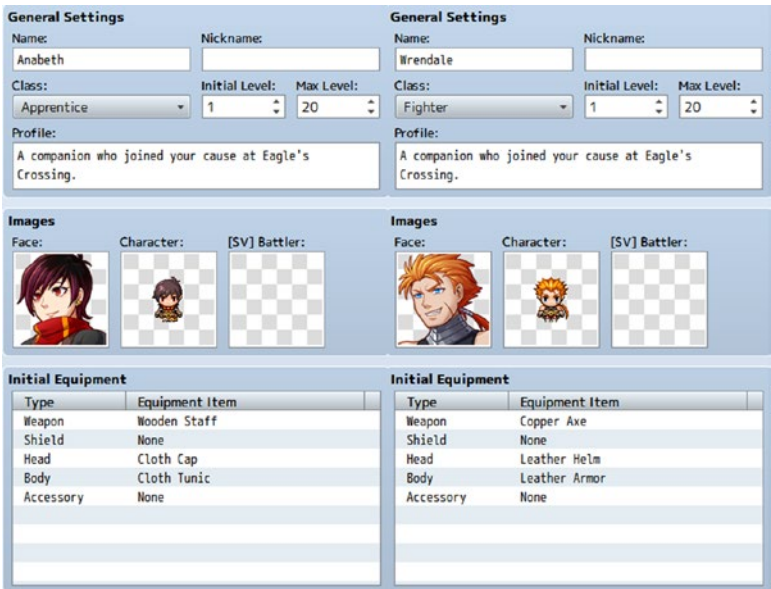 General Settings
Name: Nickname:
Anabeth
Class: Initial Level: Max Level:
Apprentice 1 20
Profile:
A companion who joined your cause at Eagle's
Crossing.
Images
Face: Character: [SV] Battler:
Initial Equipment
Type Equipment Item
Weapon Wooden Staff
Shield None
Head Cloth Cap
Body Cloth Tunic
Accessory None
General Settings
Name: Nickname:
Wrendale
Class: Initial Level: Max Level:
Fighter 1 20
Profile:
A companion who joined your cause at Eagle's
Crossing.
Images
Face: Character: [SV] Battler:
Initial Equipment
Type Equipment Item
Weapon Copper Axe
Shield None
Head Leather Helm
Body Leather Armor
Accessory None